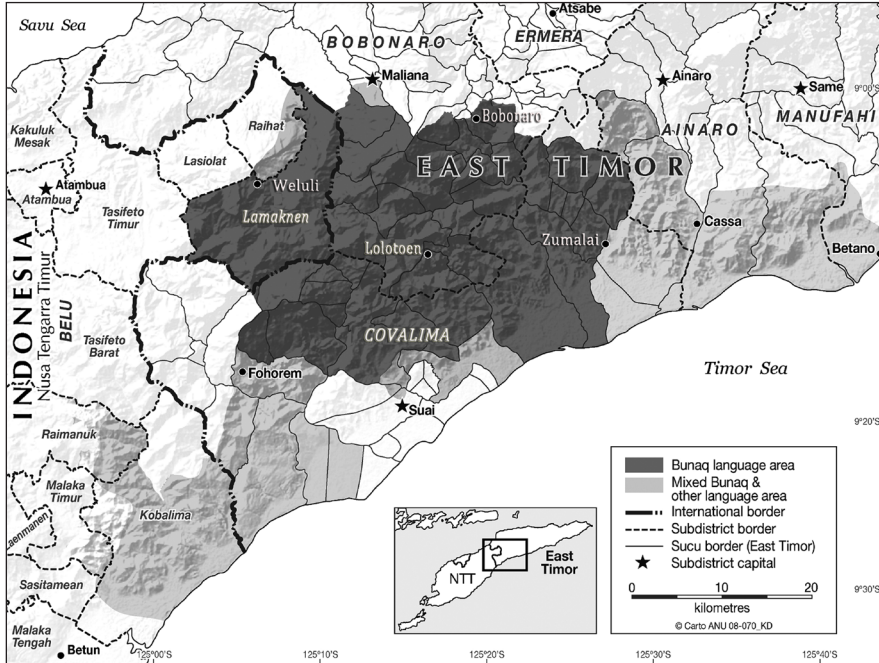 Savu Sea
Atsabe
BOBONARO
ERMERA
Maliana
Ainaro
Same
9°00'S
Kakuluk
Mesak
Raihat
Bobonaro
AINARO
MANUFAHI
Lasiolat
EAST TIMOR
Atambua
Atambua
Weluli
Lamaknen
Tasifeto
Timur
Cassa
Lolotoen
Zumalai
Betano
INDONESIA
Nusa Tengarra Timur
BELU
COVALIMA
Tasifeto
Barat
Fohorem
Timor Sea
Suai
9°20'S
Raimanuk
Malaka
Timur
Kobalima
Laenmanen
Sasitamean
Malaka
Tengah
Betun
Bunaq language area
Mixed Bunaq &
other language area
International border
Subdistrict border
Sucu border (East Timor)
Subdistrict capital
0 10 20
kilometres
© Carto ANU 08-070_KD
East
Timor
NTT
9°30'S
125°00'S
125°10'S
125°20'S
125°30'S
125°40'S